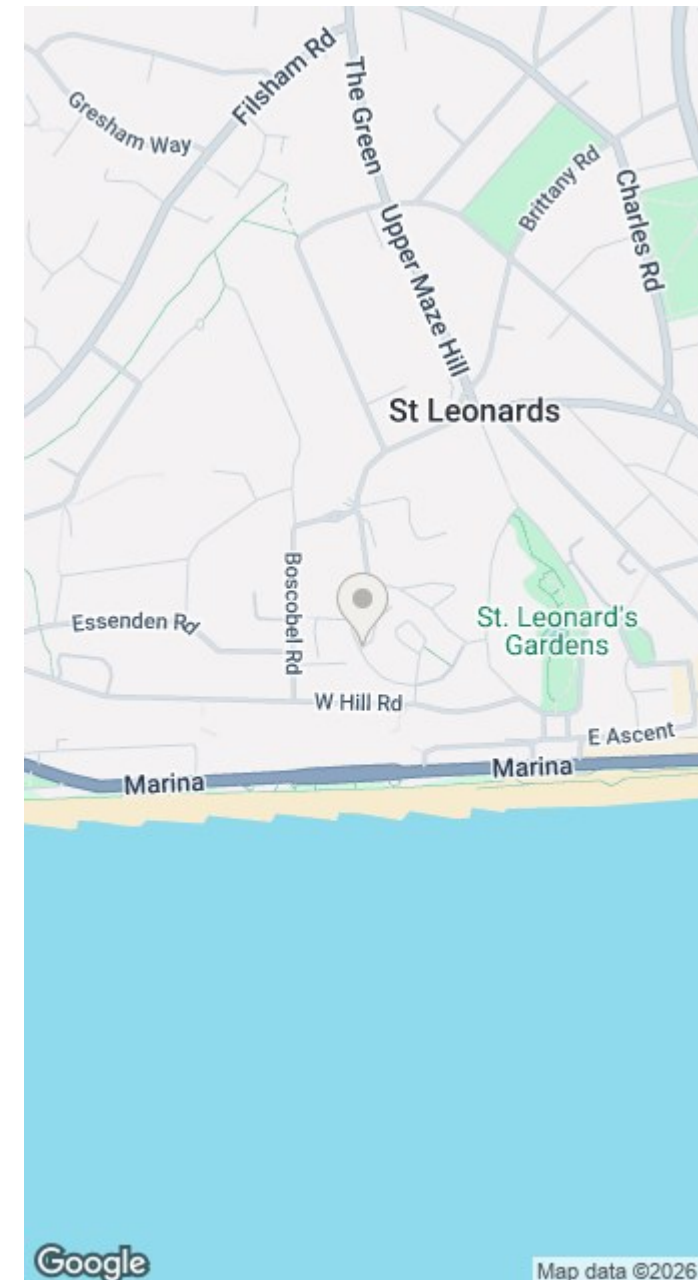 Filsham Rd
The Green
Gresham Way
Brittany Rd
Charles Rd
Upper Maze Hill
St Leonards
Boscobel Rd
Essenden Rd
St. Leonard's
Gardens
W Hill Rd
E Ascent
Marina
Marina
Google
Map data ©2026